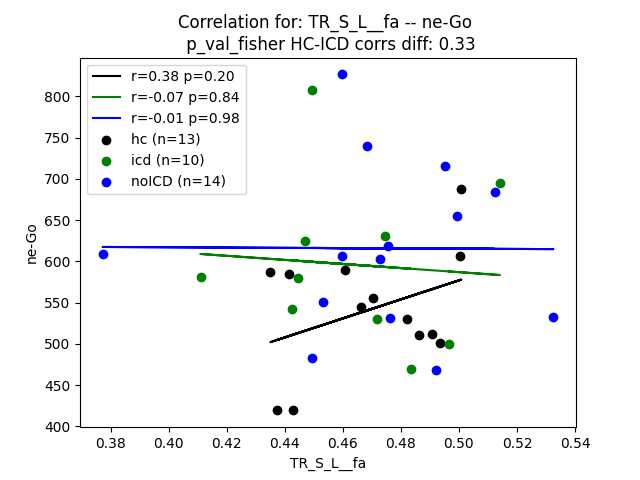 Correlation for: TR_S_L__fa -- ne-Go
p_val_fisher HC-ICD corrs diff: 0.33
r=0.38 p=0.20
r=-0.07 p=0.84
r=-0.01 p=0.98
hc (n=13)
icd (n=10)
noICD (n=14)
800
750
700
650
600
550
500
450
400
ne-Go
0.38 0.40 0.42 0.44 0.46 0.48 0.50 0.52 0.54
TR_S_L__fa